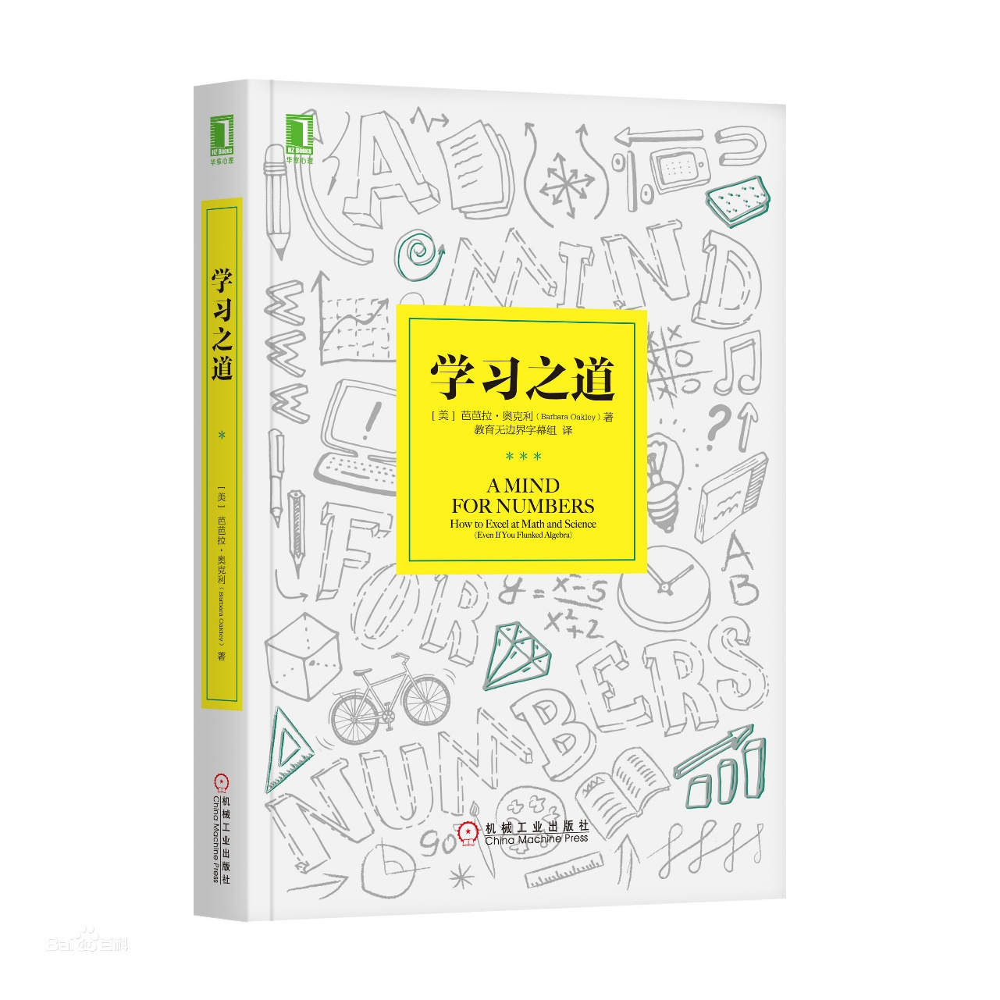 HZ BOOKS
华章心理
学习之道
*
[美] 芭芭拉·奥克利(Barbara Oakley)著
机械工业出版社
China Machine Press
HZ BOOKS
华章心理
A
MIND
学习之道
[美] 芭芭拉·奥克利(Barbara Oakley)著
教育无边界字幕组 译
***
A MIND
FOR NUMBERS
How to Excel at Math and Science
(Even If You Flunked Algebra)
!
?
FOR
A
B
y = x²-5
x²+2
NUMBERS
90
机械工业出版社
China Machine Press
Baidu百科